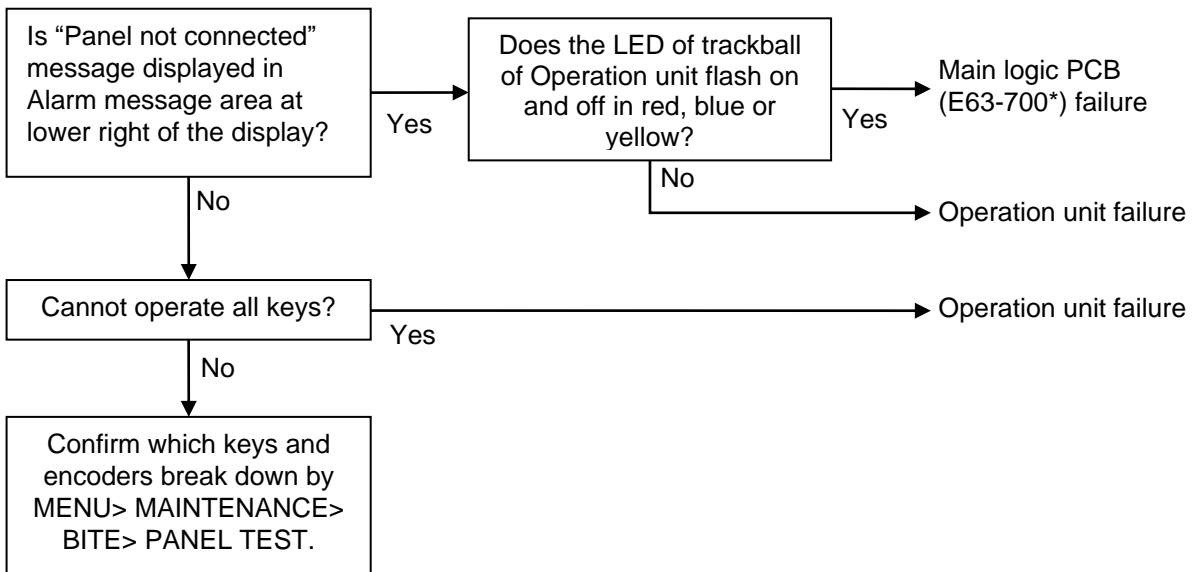 Is “Panel not connected”
message displayed in
Alarm message area at
lower right of the display?
Yes
Does the LED of trackball
of Operation unit flash on
and off in red, blue or
yellow?
Yes
Main logic PCB
(E63-700*) failure
No
Operation unit failure
No
Cannot operate all keys?
Yes
Operation unit failure
No
Confirm which keys and
encoders break down by
MENU> MAINTENANCE>
BITE> PANEL TEST.